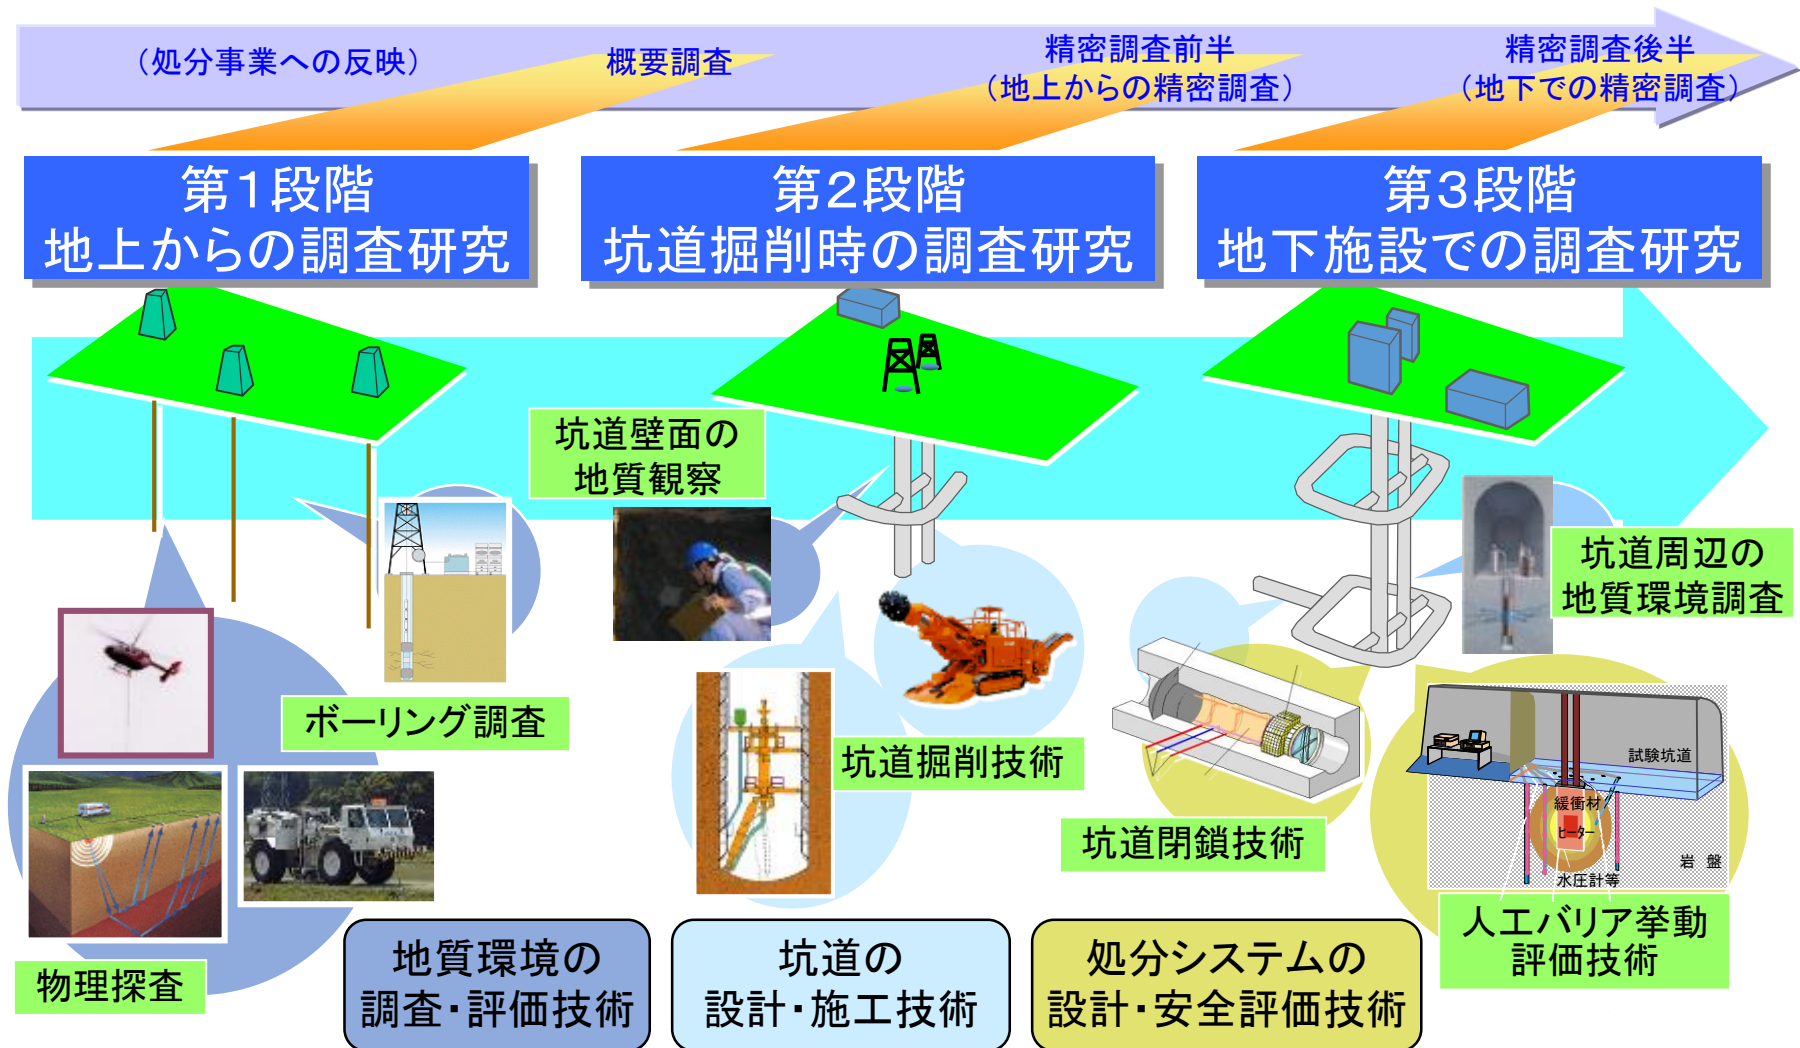 (処分事業への反映)
概要調査
精密調査前半
(地上からの精密調査)
精密調査後半
(地下での精密調査)
第1段階
地上からの調査研究
第2段階
坑道掘削時の調査研究
第3段階
地下施設での調査研究
坑道壁面の
地質観察
坑道周辺の
地質環境調査
ボーリング調査
坑道掘削技術
坑道閉鎖技術
試験坑道
緩衝材
ヒーター
岩 盤
水圧計等
人工バリア挙動
評価技術
物理探査
地質環境の
調査・評価技術
坑道の
設計・施工技術
処分システムの
設計・安全評価技術